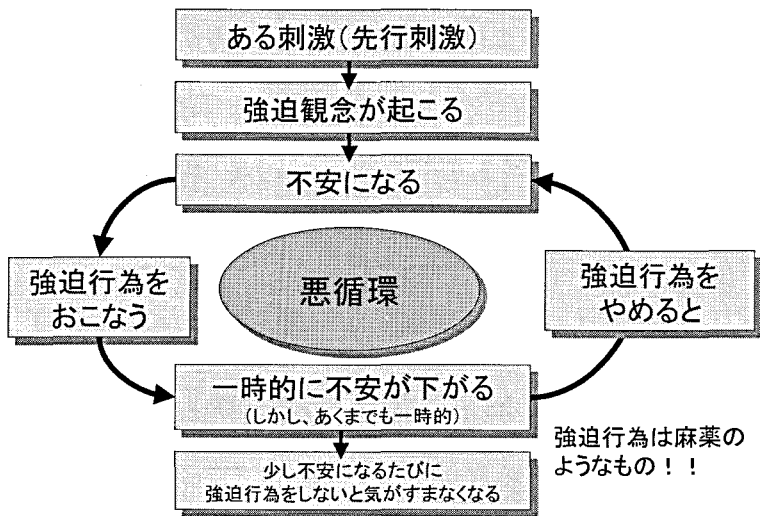 ある刺激(先行刺激)
強迫観念が起こる
不安になる
強迫行為を
おこなう
悪循環
強迫行為を
やめると
一時的に不安が下がる
(しかし、あくまでも一時的)
強迫行為は麻薬の
ようなもの!!
少し不安になるたびに
強迫行為をしないと気がすまなくなる